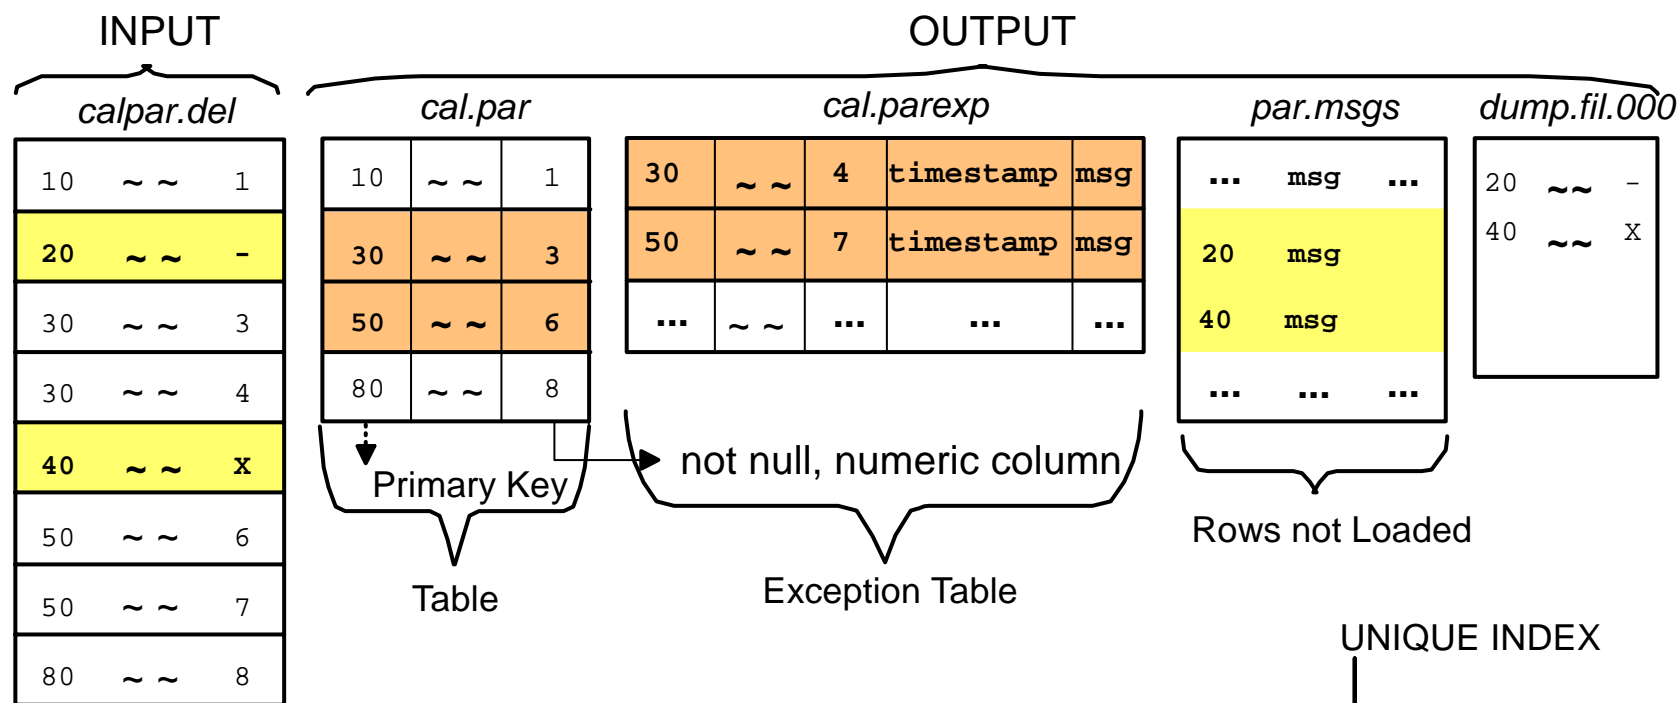 INPUT
OUTPUT
calpar.del
cal.par
cal.parexp
par.msgs
dump.fil.000
10 ~ ~ 1
20 ~ ~ -
30 ~ ~ 3
30 ~ ~ 4
40 ~ ~ X
50 ~ ~ 6
50 ~ ~ 7
80 ~ ~ 8
10 ~ ~ 1
30 ~ ~ 3
50 ~ ~ 6
80 ~ ~ 8
Primary Key
Table
30 ~ ~ 4 timestamp msg
50 ~ ~ 7 timestamp msg
... ~ ~ ... ... ...
not null, numeric column
Exception Table
... msg ...
20 msg
40 msg
... ... ...
Rows not Loaded
20 ~~ -
40 ~~ X
UNIQUE INDEX